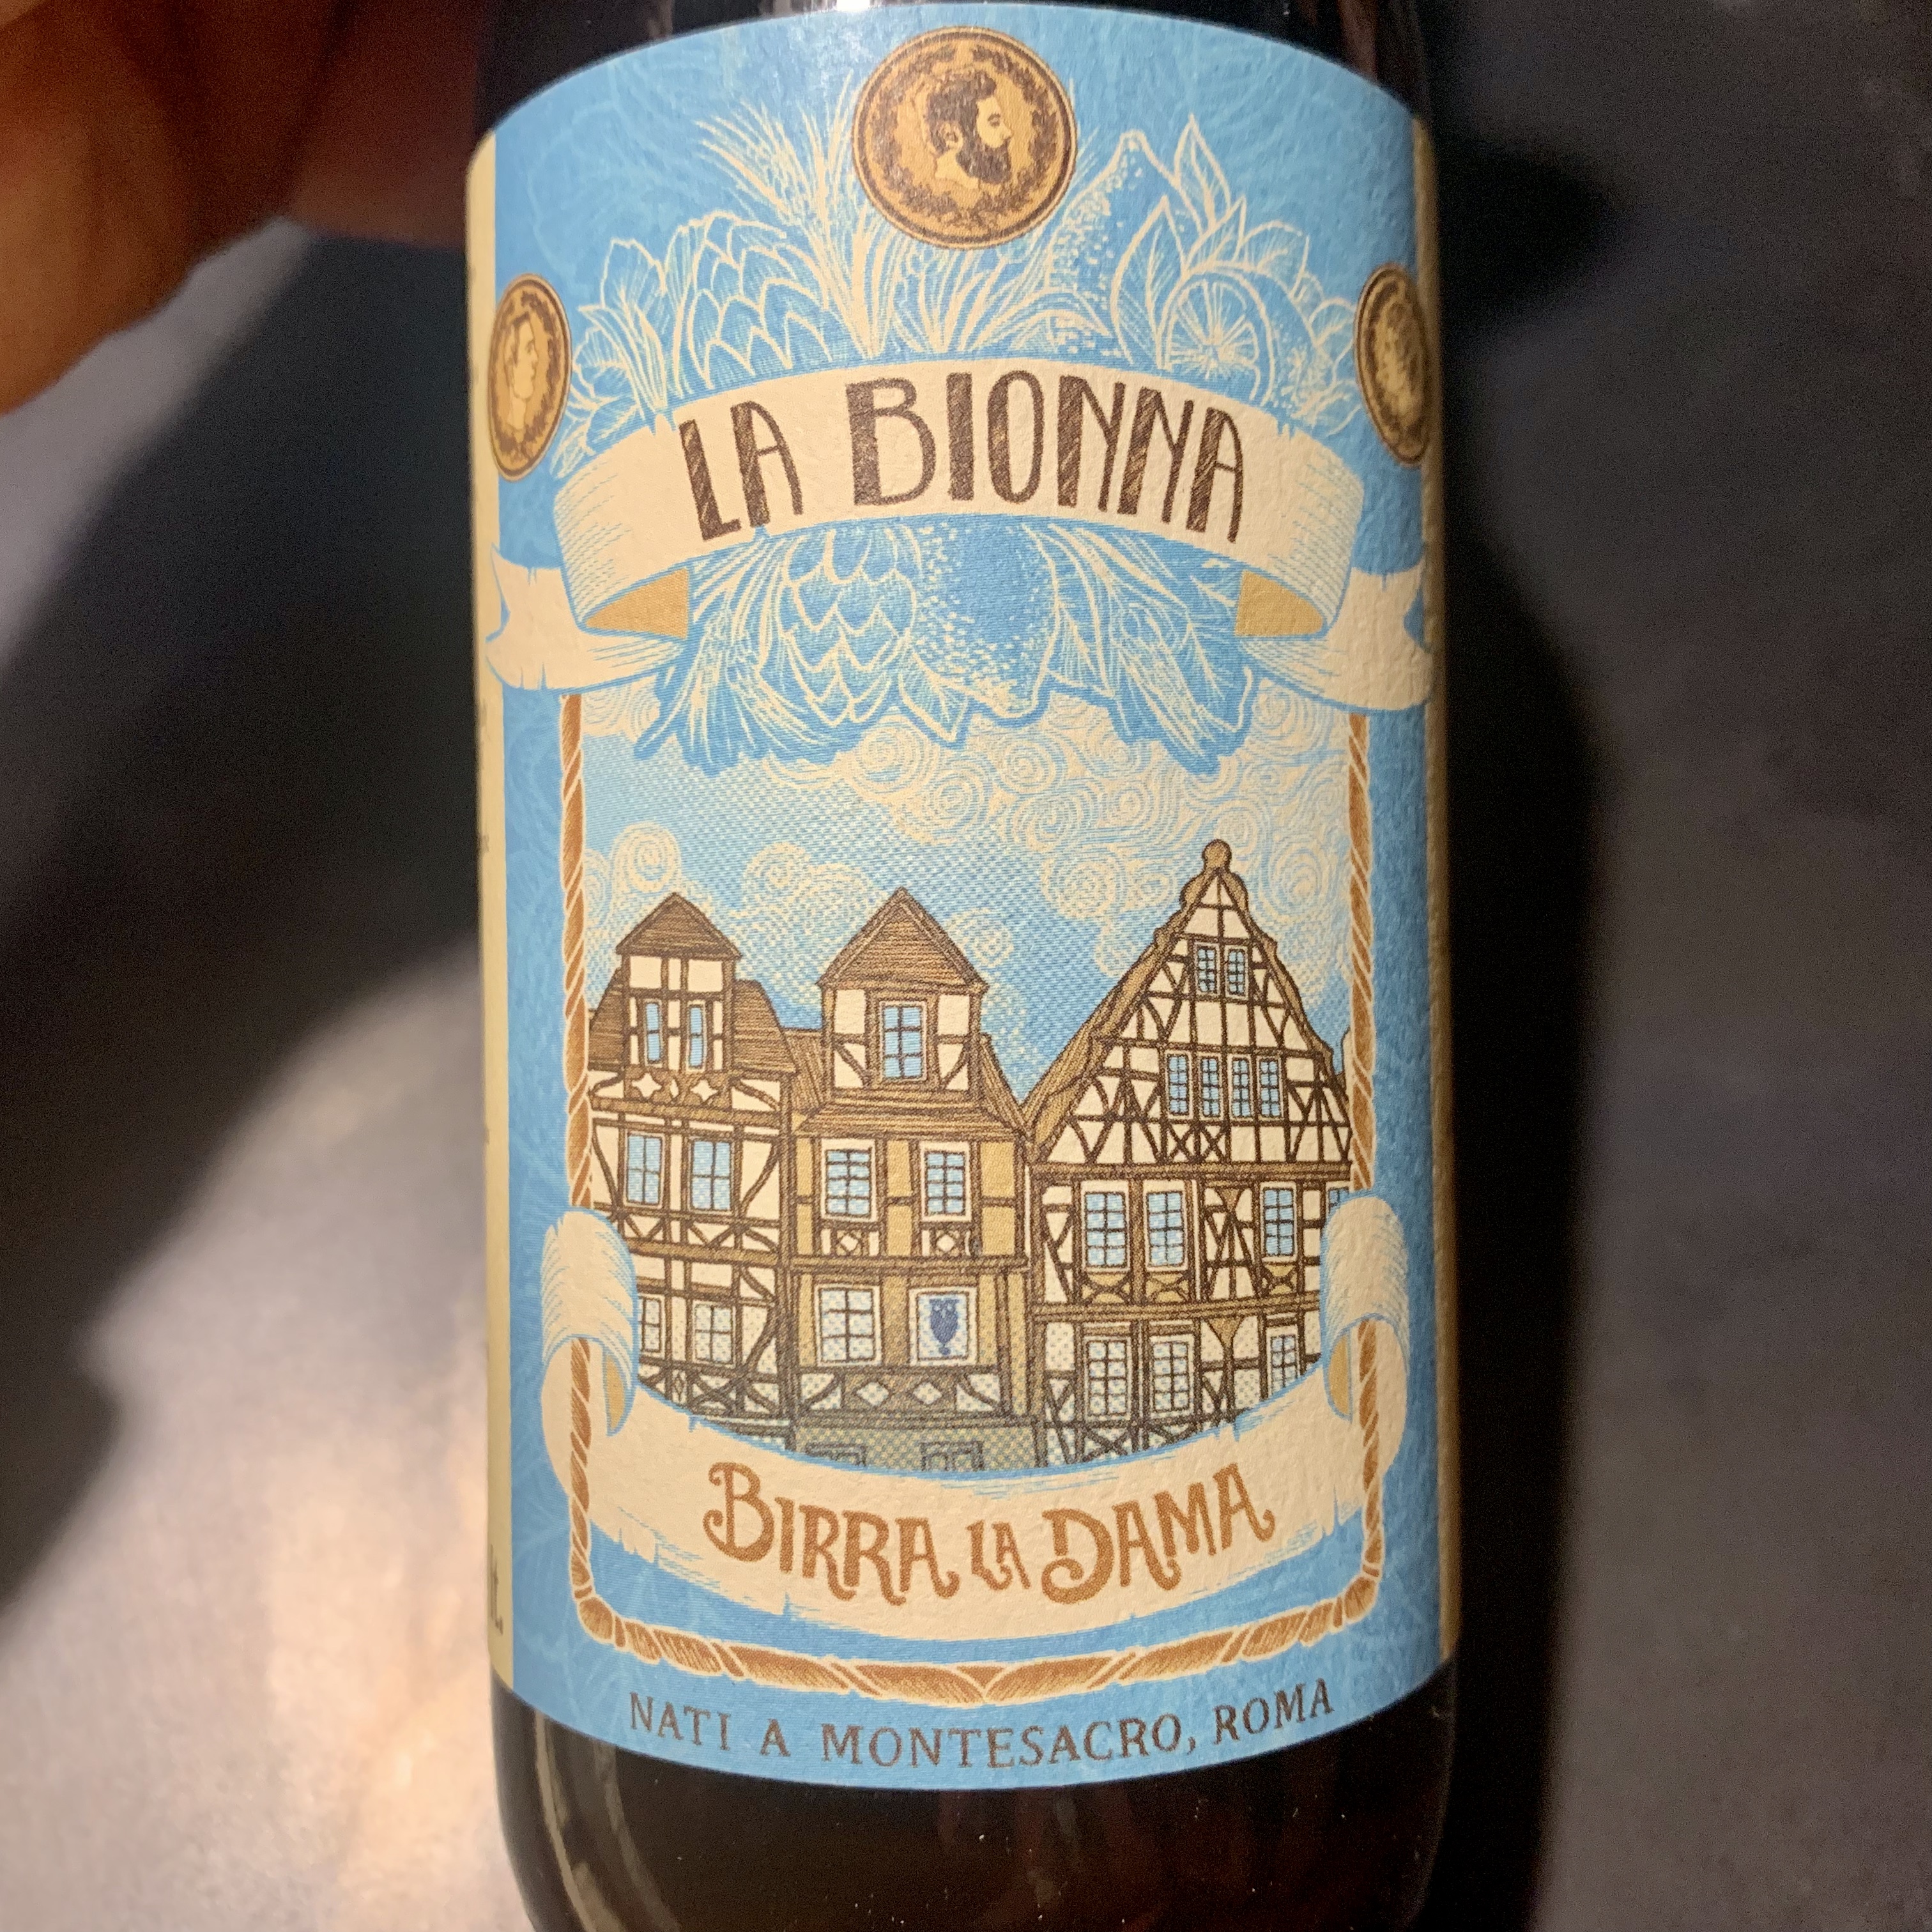 LA BIONNA
BIRRA LA DAMA
NATI A MONTESACRO, ROMA